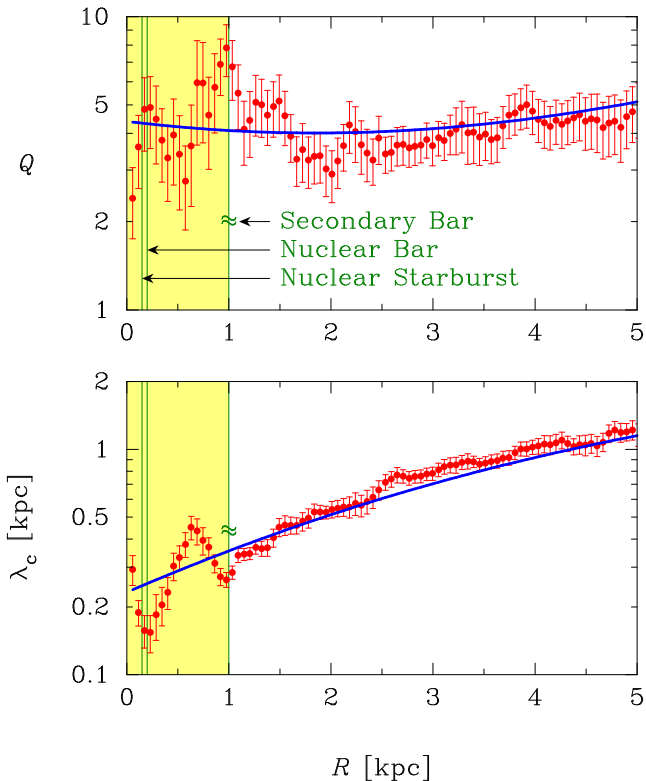 10
5
Q
2
≈ Secondary Bar
Nuclear Bar
Nuclear Starburst
1
0 1 2 3 4 5
2
1
λc [kpc]
0.5
≈
0.2
0.1
0 1 2 3 4 5
R [kpc]